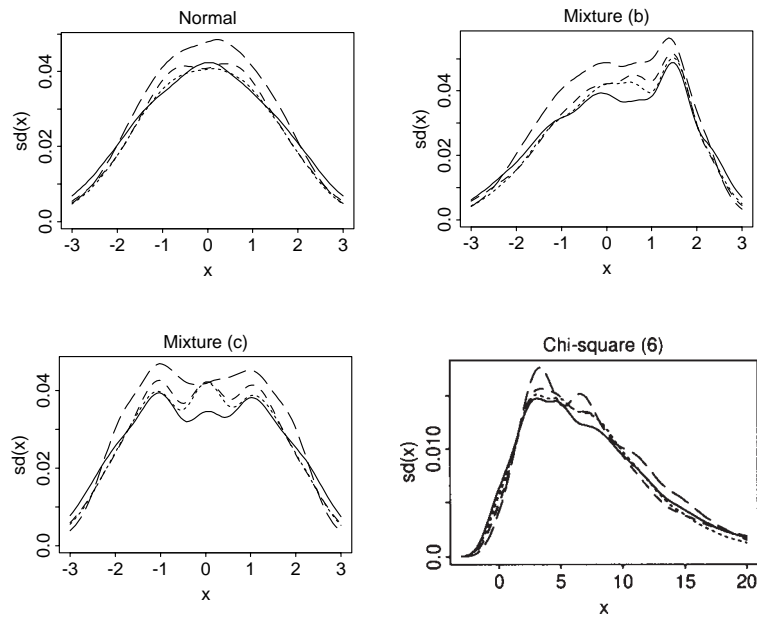 Normal
sd(x)
0.0 0.02 0.04
-3 -2 -1 0 1 2 3
x
Mixture (b)
sd(x)
0.0 0.02 0.04
-3 -2 -1 0 1 2 3
x
Mixture (c)
sd(x)
0.0 0.02 0.04
-3 -2 -1 0 1 2 3
x
Chi-square (6)
sd(x)
0.0 0.010
0 5 10 15 20
x